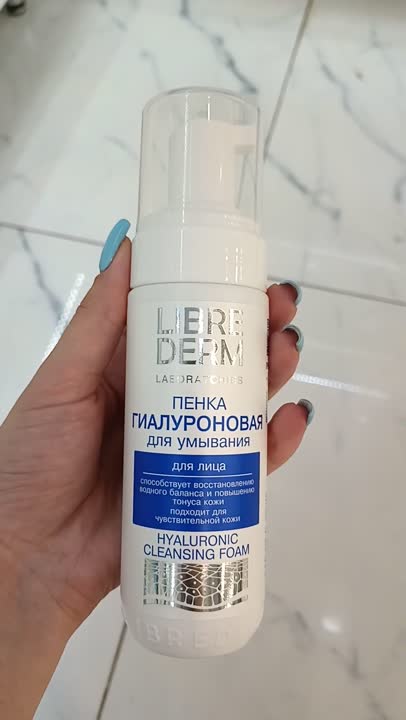 LIBRE
DERM
LABORATORIES
ПЕНКА
ГИАЛУРОНОВАЯ
для умывания
для лица
способствует восстановлению
водного баланса и повышению
тонуса кожи
подходит для
чувствительной кожи
HYALURONIC
CLEANSING FOAM